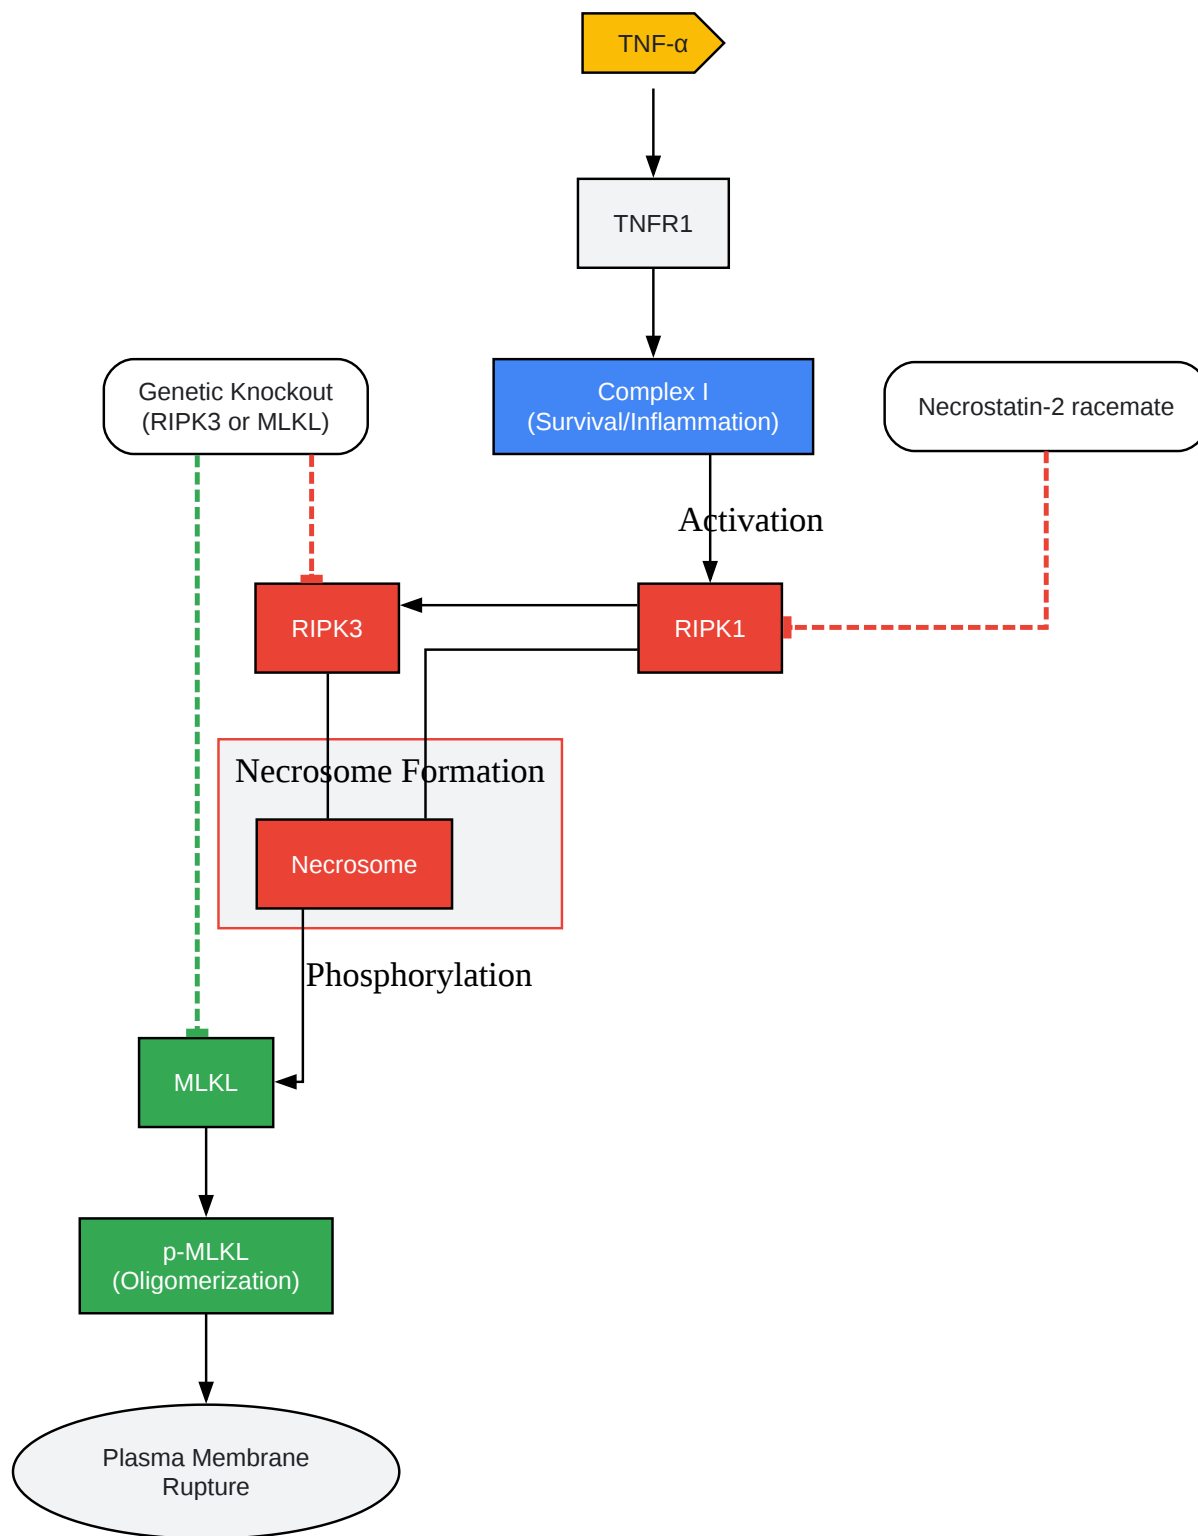 TNF-α
TNFR1
Complex I
(Survival/Inflammation)
Genetic Knockout
(RIPK3 or MLKL)
Necrostatin-2 racemate
Activation
RIPK3
RIPK1
Necrosome Formation
Necrosome
Phosphorylation
MLKL
p-MLKL
(Oligomerization)
Plasma Membrane
Rupture